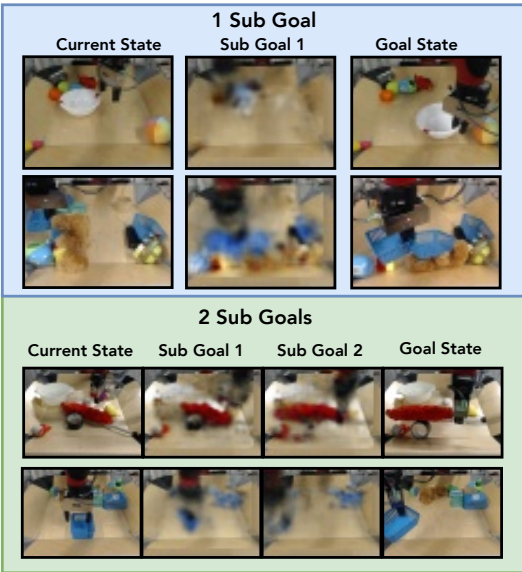 1 Sub Goal
Current State Sub Goal 1 Goal State
2 Sub Goals
Current State Sub Goal 1 Sub Goal 2 Goal State